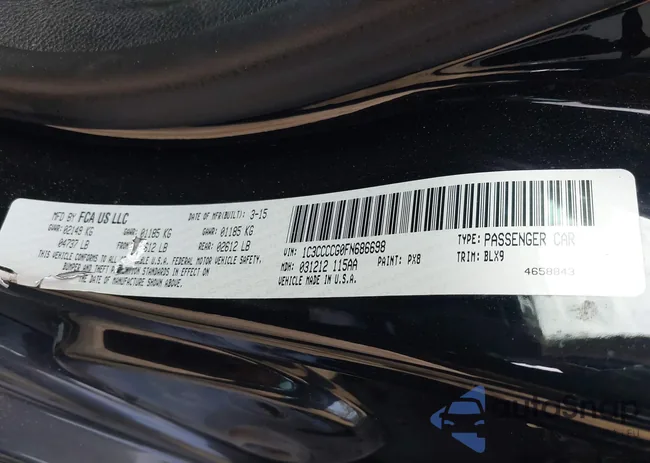 MFD BY FCA US LLC DATE OF MFR(BUILT): 3-15
GVWR: 02149 KG GAWR: 01185 KG GAWR: 01185 KG
04737 LB FRONT 2612 LB REAR: 02612 LB
THIS VEHICLE CONFORMS TO ALL APPLICABLE U.S.A. FEDERAL MOTOR VEHICLE SAFETY,
BUMPER AND THEFT PREVENTION STANDARDS IN EFFECT ON
THE DATE OF MANUFACTURE SHOWN ABOVE.
VIN: 1C3CCCCG0FN686698 TYPE: PASSENGER CAR
MDH: 031212 115AA PAINT: PX8 TRIM: BLX9
VEHICLE MADE IN U.S.A. 4658843
autoSnap